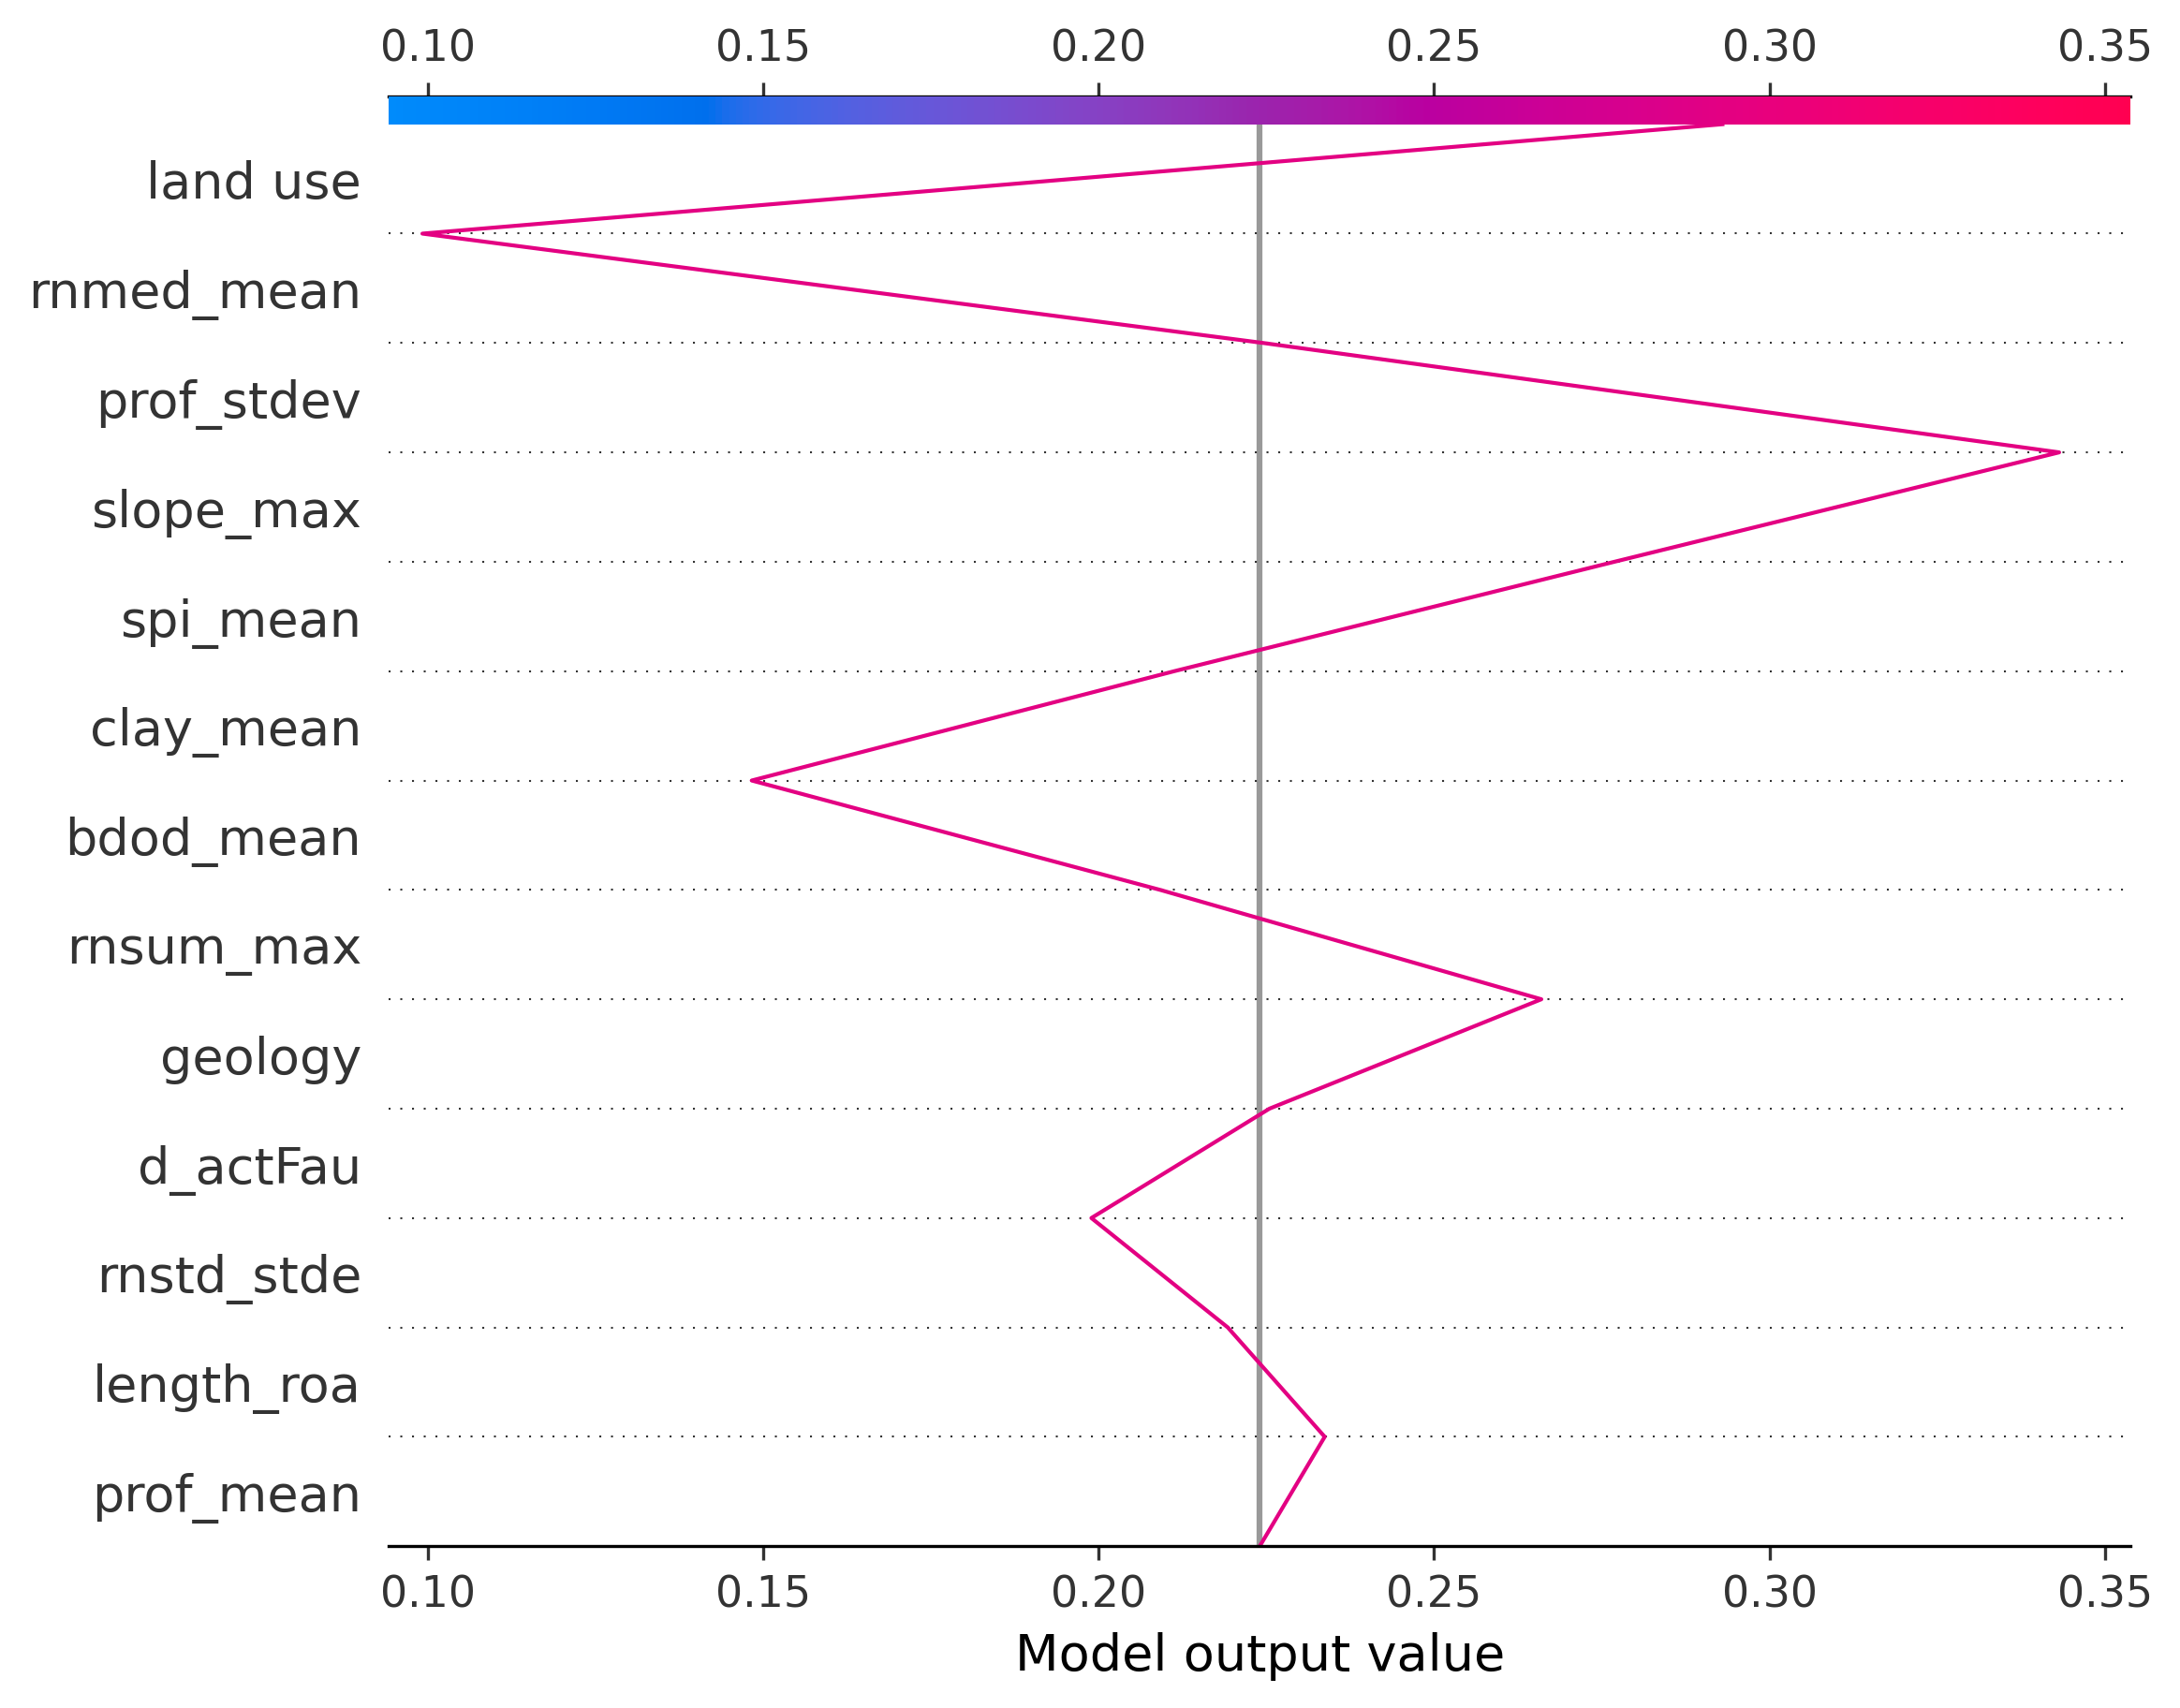 0.10 0.15 0.20 0.25 0.30 0.35
land use
rnmed_mean
prof_stdev
slope_max
spi_mean
clay_mean
bdod_mean
rnsum_max
geology
d_actFau
rnstd_stde
length_roa
prof_mean
0.10 0.15 0.20 0.25 0.30 0.35
Model output value